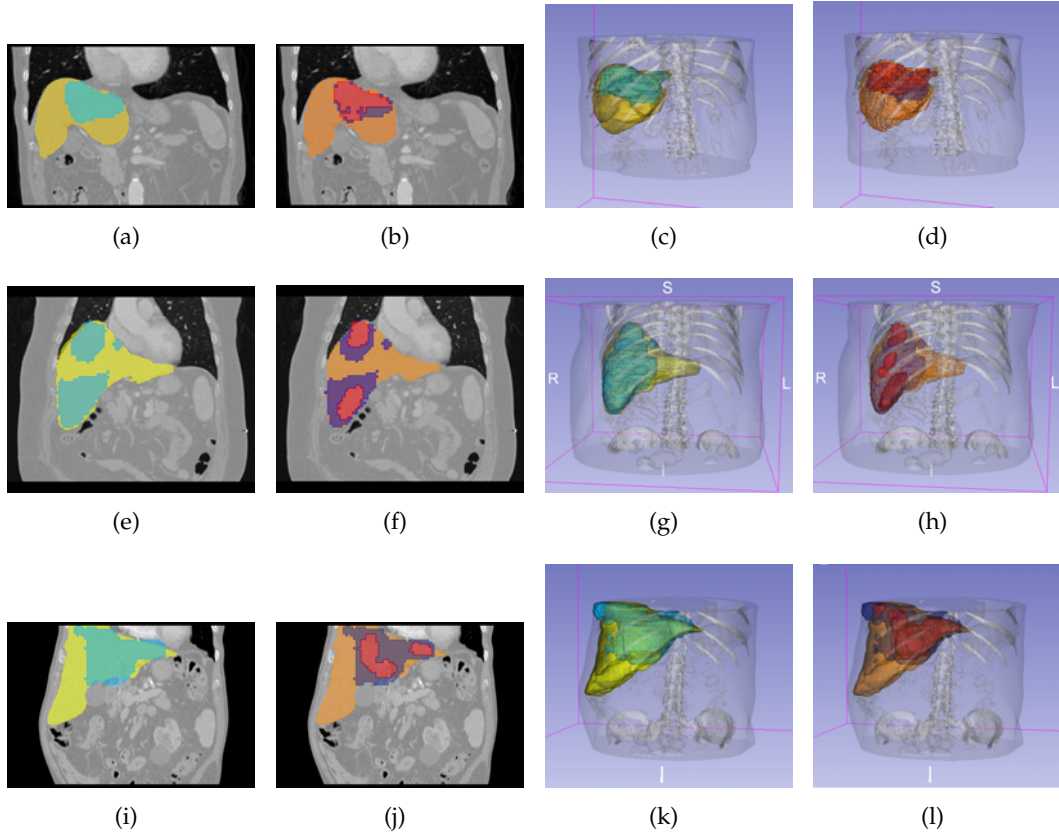 (a) (b) (c) (d)
S S
R L R L
I I
(e) (f) (g) (h)
I I
(i) (j) (k) (l)